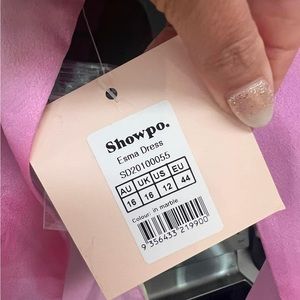 Showpo.
Esma Dress
SD20100055
AU UK US EU
16 16 12 44
Colour: in marble
9 356433 219900